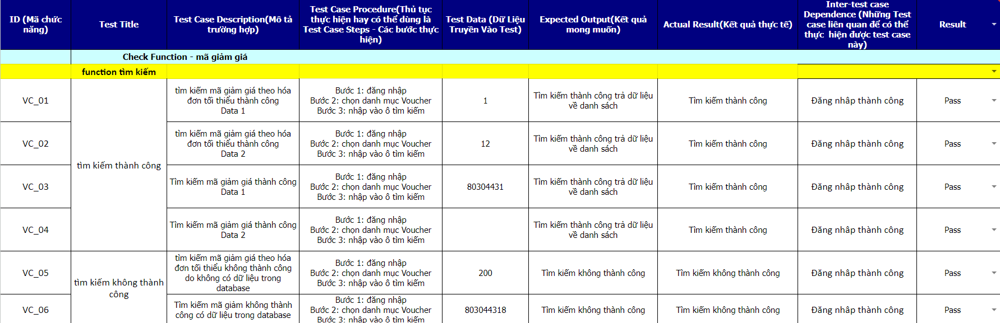 ID (Mã chức
năng)
Test Title
Test Case Description(Mô tả
trường hợp)
Test Case Procedure(Thủ tục
thực hiện hay có thể dùng là
Test Case Steps - Các bước thực
hiện)
Test Data (Dữ Liệu
Truyền Vào Test)
Expected Output(Kết quả
mong muốn)
Actual Result(Kết quả thực tế)
Inter-test case
Dependence (Những Test
case liên quan để có thể
thực hiện được test case
này)
Result
Check Function - mã giảm giá
function tìm kiếm
VC_01
tìm kiếm thành công
tìm kiếm mã giảm giá theo hóa
đơn tối thiểu thành công
Data 1
Bước 1: đăng nhập
Bước 2: chọn danh mục Voucher
Bước 3: nhập vào ô tìm kiếm
1
Tìm kiếm thành công trả dữ liệu
về danh sách
Tìm kiếm thành công
Đăng nhâp thành công
Pass
VC_02
tìm kiếm mã giảm giá theo hóa
đơn tối thiểu thành công
Data 2
Bước 1: đăng nhập
Bước 2: chọn danh mục Voucher
Bước 3: nhập vào ô tìm kiếm
12
Tìm kiếm thành công trả dữ liệu
về danh sách
Tìm kiếm thành công
Đăng nhâp thành công
Pass
VC_03
Tìm kiếm mã giảm giá thành công
Data 1
Bước 1: đăng nhập
Bước 2: chọn danh mục Voucher
Bước 3: nhập vào ô tìm kiếm
80304431
Tìm kiếm thành công trả dữ liệu
về danh sách
Tìm kiếm thành công
Đăng nhâp thành công
Pass
VC_04
Tìm kiếm mã giảm giá thành công
Data 2
Bước 1: đăng nhập
Bước 2: chọn danh mục Voucher
Bước 3: nhập vào ô tìm kiếm
Tìm kiếm thành công trả dữ liệu
về danh sách
Tìm kiếm thành công
Đăng nhâp thành công
Pass
VC_05
tìm kiếm không thành
công
tìm kiếm mã giảm giá theo hóa
đơn tối thiểu không thành công
do không có dữ liệu trong
database
Bước 1: đăng nhập
Bước 2: chọn danh mục Voucher
Bước 3: nhập vào ô tìm kiếm
200
Tìm kiếm không thành công
Tìm kiếm không thành công
Đăng nhâp thành công
Pass
VC_06
Tìm kiếm mã giảm không thành
công có dữ liệu trong database
Bước 1: đăng nhập
Bước 2: chọn danh mục Voucher
Bước 3: nhập vào ô tìm kiếm
803044318
Tìm kiếm không thành công
Tìm kiếm không thành công
Đăng nhâp thành công
Pass